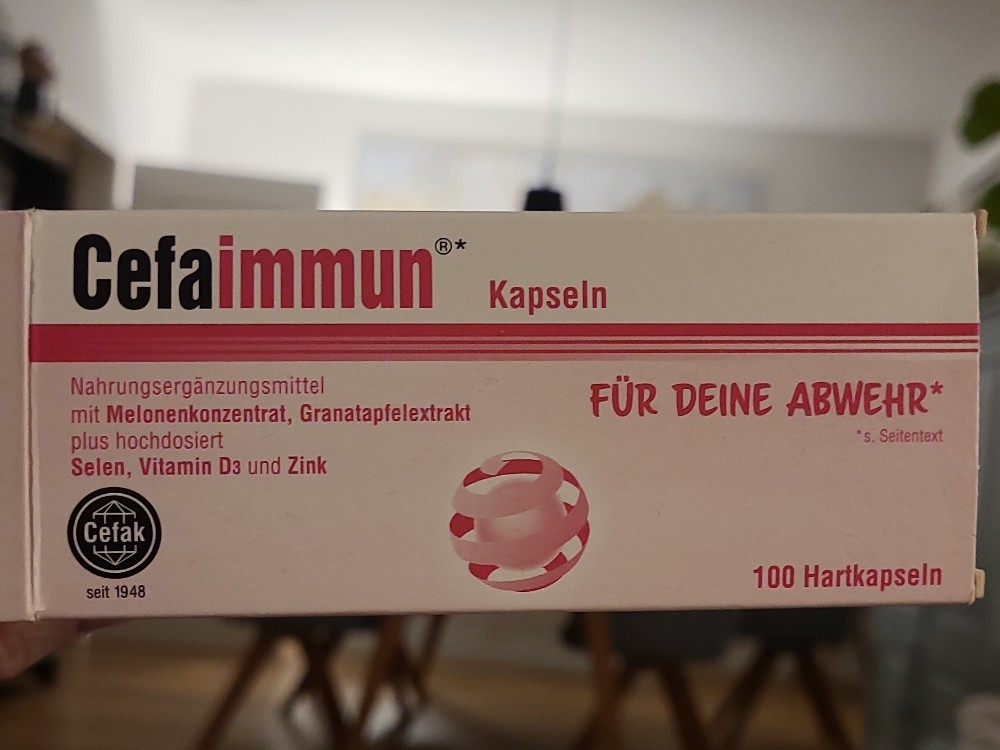 Cefaimmun®* Kapseln
Nahrungsergänzungsmittel
mit Melonenkonzentrat, Granatapfelextrakt
plus hochdosiert
Selen, Vitamin D3 und Zink
FÜR DEINE ABWEHR*
*s. Seitentext
Cefak
seit 1948
100 Hartkapseln